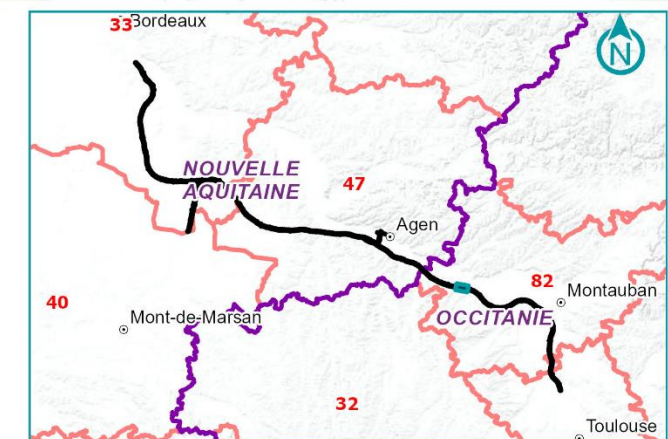 33 Bordeaux
N
NOUVELLE
AQUITAINE
47
Agen
82
Montauban
40
OCCITANIE
Mont-de-Marsan
32
Toulouse